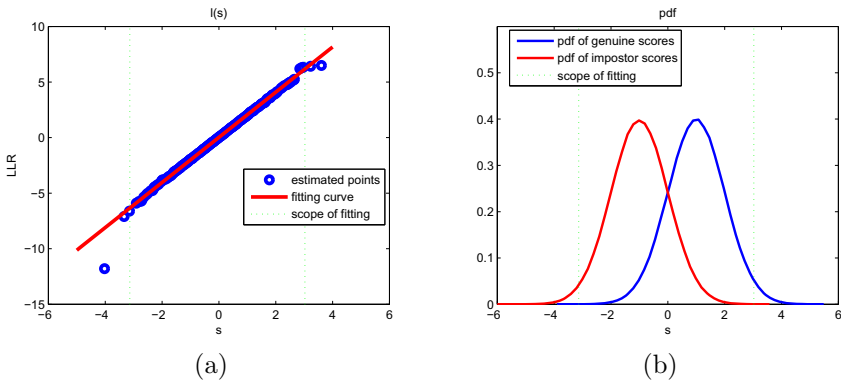 l(s)
10
5
0
−5
−10
−15
LLR
estimated points
fitting curve
scope of fitting
−6 −4 −2 0 2 4 6
s
(a)
pdf
pdf of genuine scores
pdf of impostor scores
scope of fitting
0.5
0.4
0.3
0.2
0.1
0
−6 −4 −2 0 2 4 6
s
(b)